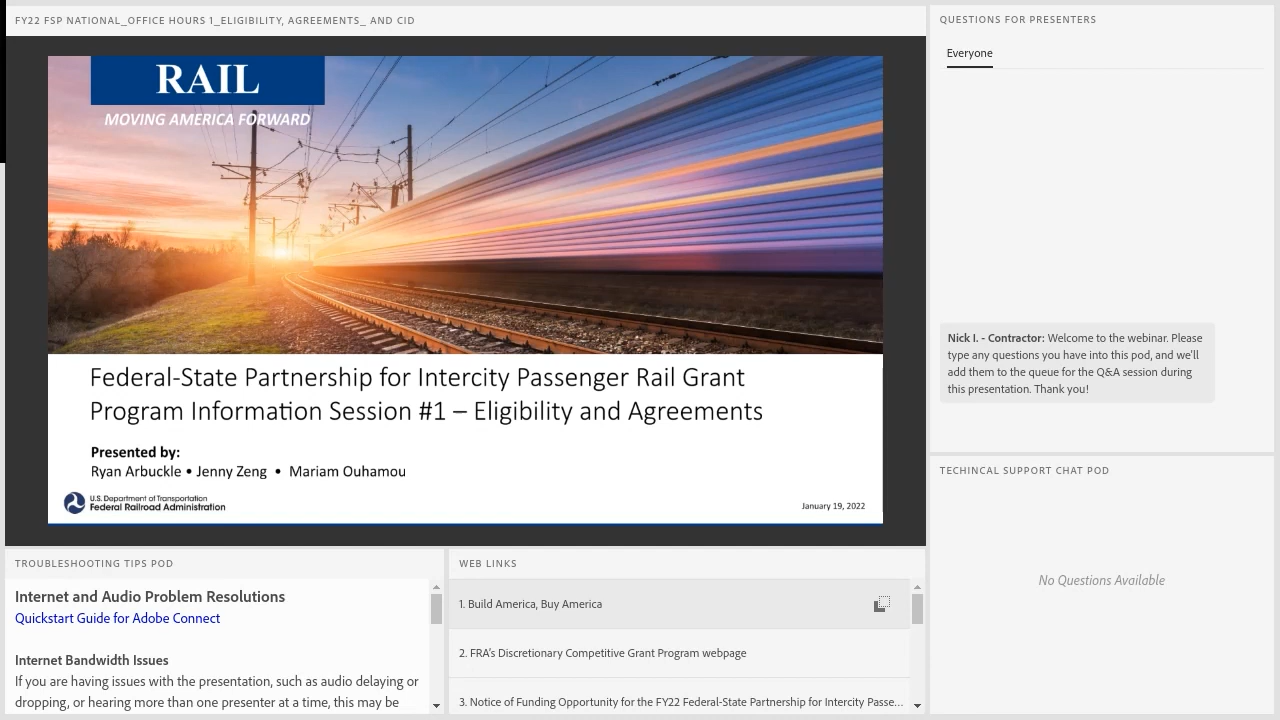 FY22 FSP NATIONAL_OFFICE HOURS 1_ELIGIBILITY, AGREEMENTS_ AND CID
RAIL
MOVING AMERICA FORWARD
Federal-State Partnership for Intercity Passenger Rail Grant
Program Information Session #1 – Eligibility and Agreements
Presented by:
Ryan Arbuckle • Jenny Zeng • Mariam Ouhamou
U.S. Department of Transportation
Federal Railroad Administration
January 19, 2022
QUESTIONS FOR PRESENTERS
Everyone
Nick I. - Contractor: Welcome to the webinar. Please
type any questions you have into this pod, and we'll
add them to the queue for the Q&A session during
this presentation. Thank you!
TECHINCAL SUPPORT CHAT POD
No Questions Available
TROUBLESHOOTING TIPS POD
Internet and Audio Problem Resolutions
Quickstart Guide for Adobe Connect
Internet Bandwidth Issues
If you are having issues with the presentation, such as audio delaying or
dropping, or hearing more than one presenter at a time, this may be
WEB LINKS
1. Build America, Buy America
2. FRA's Discretionary Competitive Grant Program webpage
3. Notice of Funding Opportunity for the FY22 Federal-State Partnership for Intercity Passe...